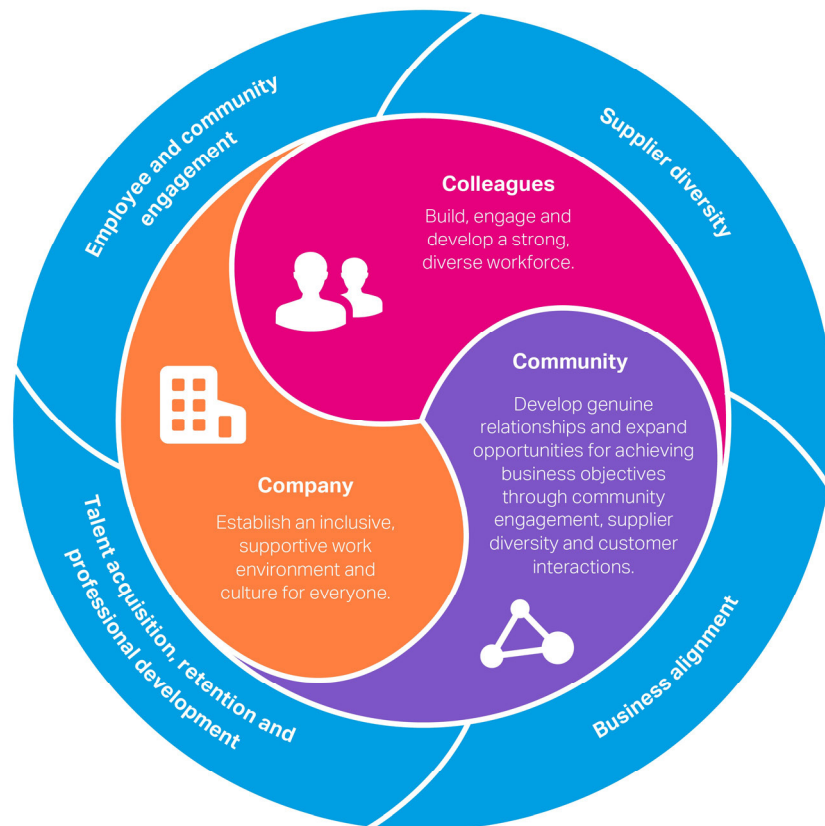 Employee and community
engagement
Supplier diversity
Colleagues
Build, engage and
develop a strong,
diverse workforce.
Community
Develop genuine
relationships and expand
opportunities for achieving
business objectives
through community
engagement, supplier
diversity and customer
interactions.
Company
Establish an inclusive,
supportive work
environment and
culture for everyone.
Talent acquisition, retention and
professional development
Business alignment